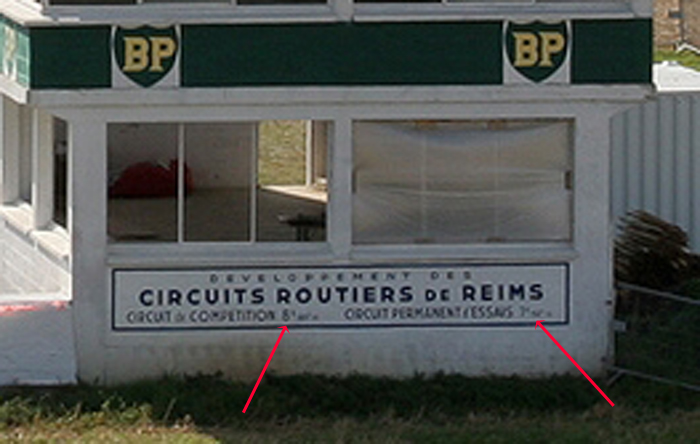 BP BP
DEVELOPPEMENT DES
CIRCUITS ROUTIERS DE REIMS
CIRCUIT de COMPETITION 8 CIRCUIT PERMANENT d'ESSAIS 7